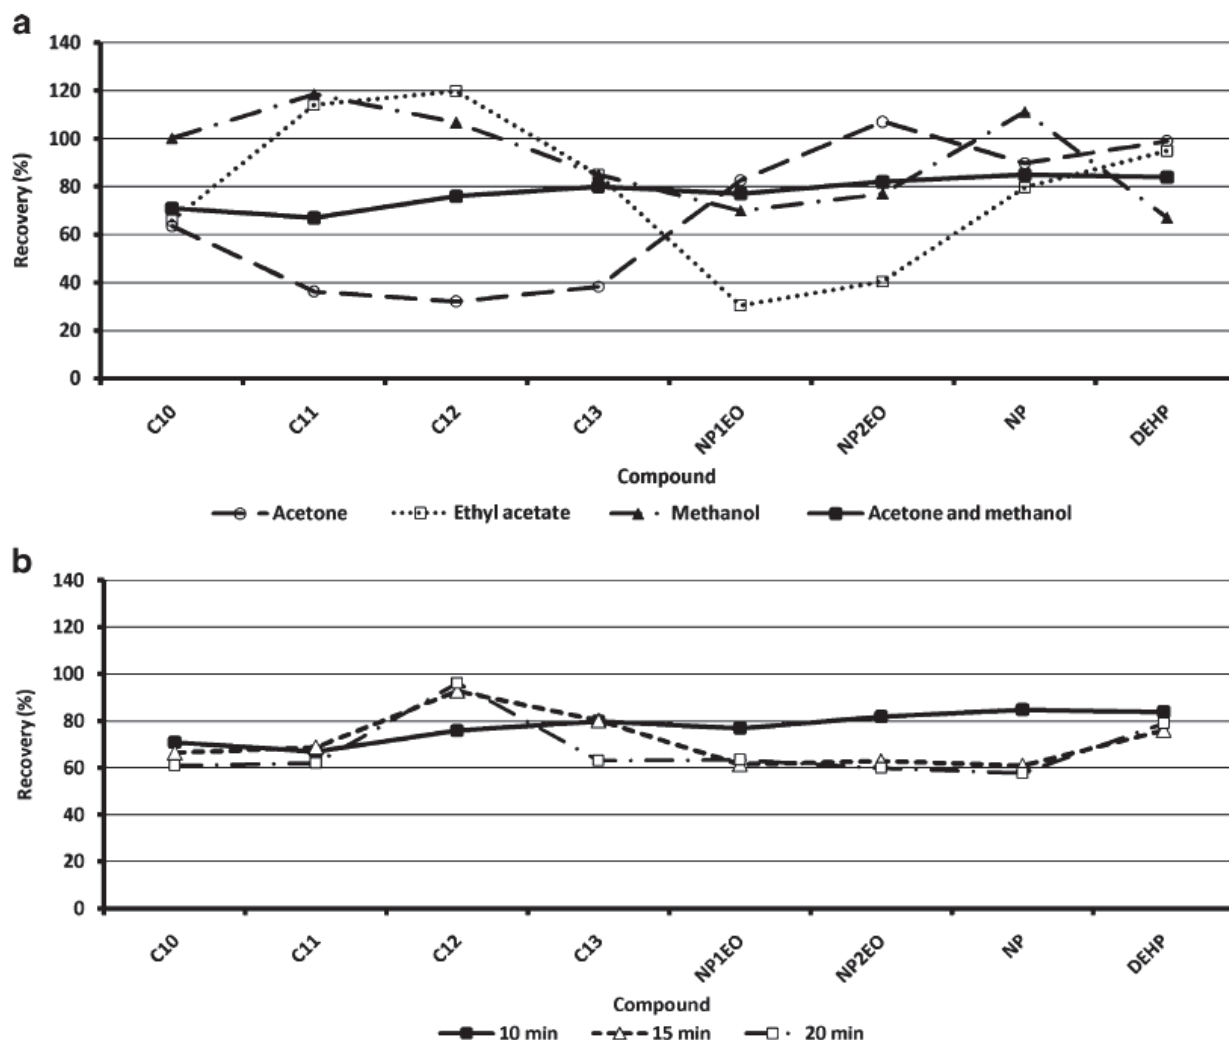 a
140
120
100
80
60
40
20
0
Recovery (%)
C10 C11 C12 C13 NP1EO NP2EO NP DEHP
Compound
Acetone Ethyl acetate Methanol Acetone and methanol
b
140
120
100
80
60
40
20
0
Recovery (%)
C10 C11 C12 C13 NP1EO NP2EO NP DEHP
Compound
10 min 15 min 20 min